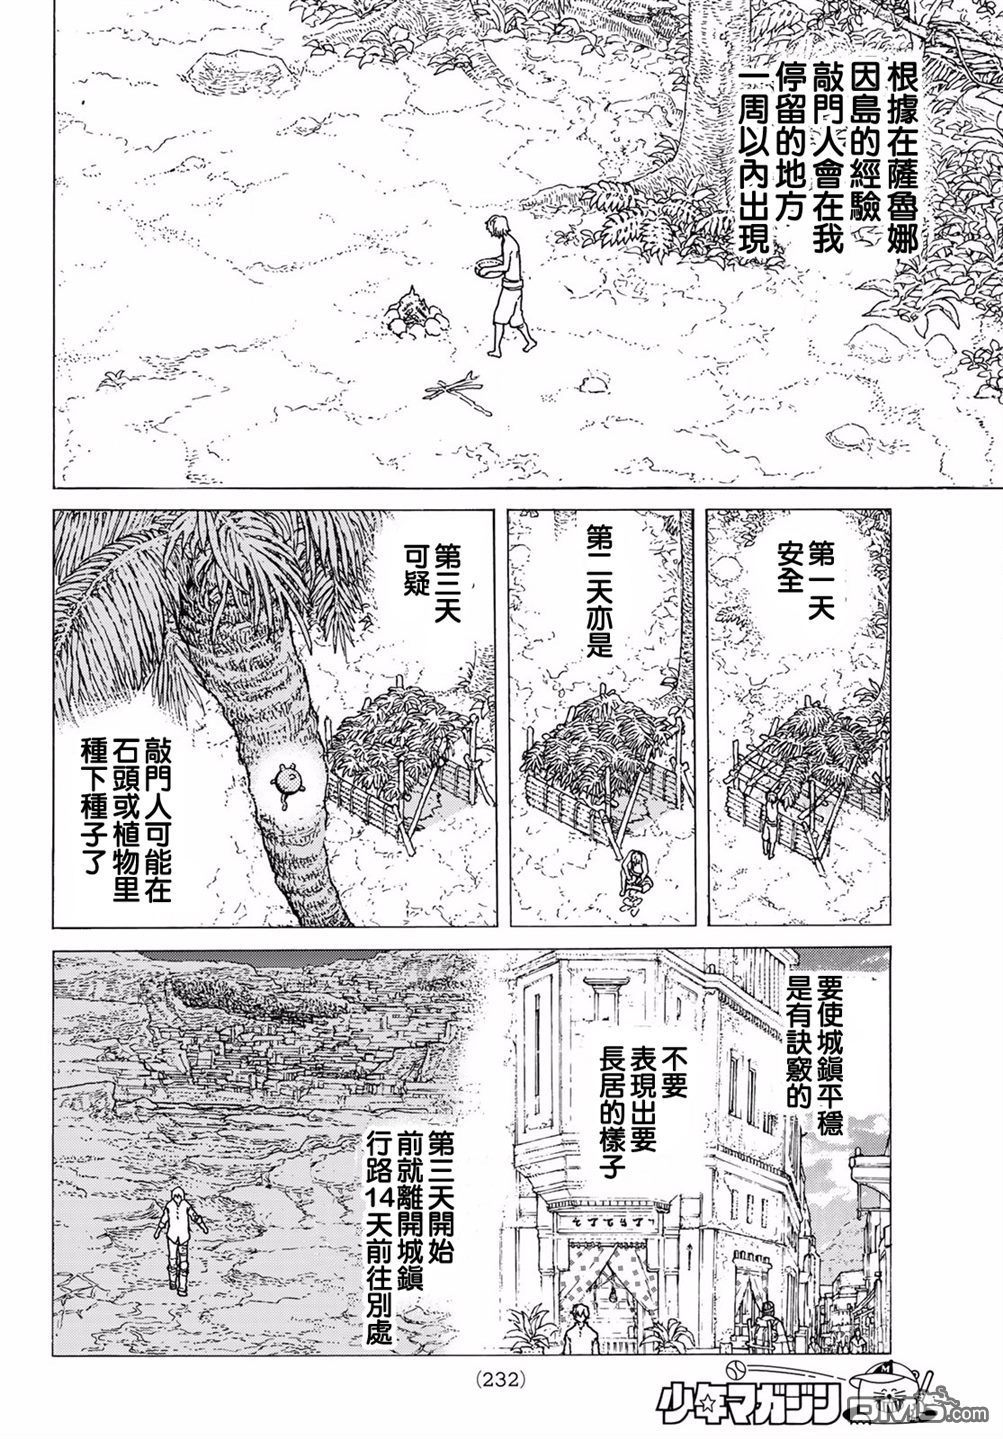 根據在薩魯娜
因島的經驗
敲門人會在我
停留的地方
一周以內出現
第一天
安全
第二天亦是
第三天
可疑
敲門人可能在
石頭或植物里
種下種子了
要使城鎮平穩
是有訣竅的
不要
表現出要
長居的樣子
第三天開始
前就離開城鎮
行路14天前往別處
(232)
少年マガジン